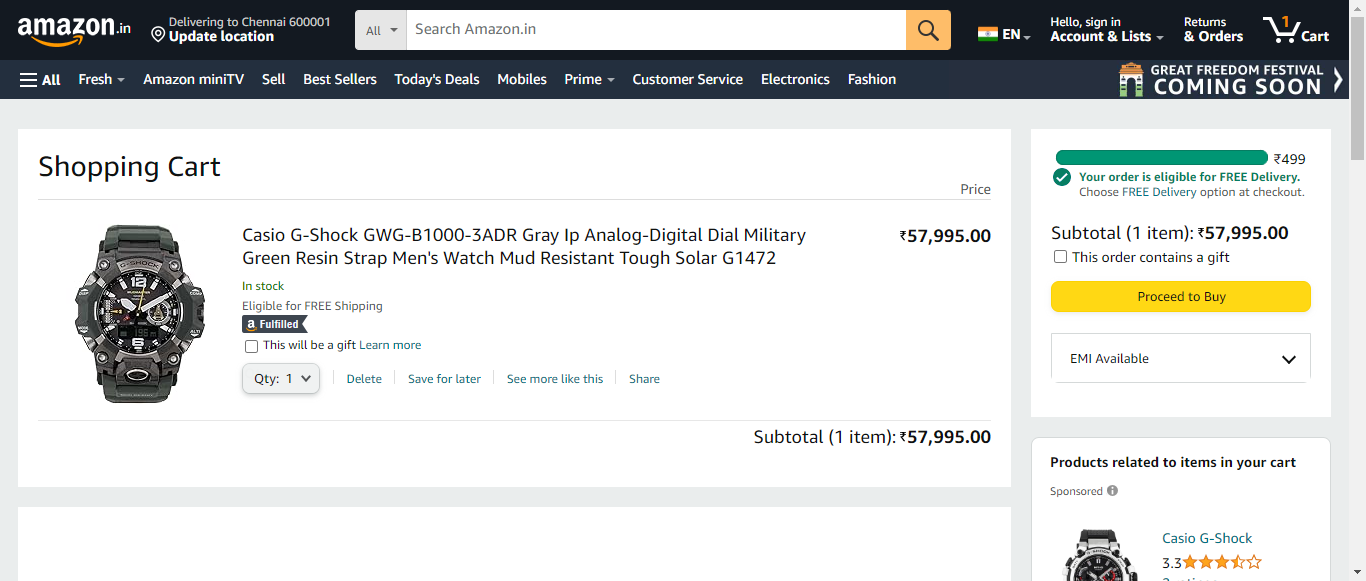 amazon.in
Delivering to Chennai 600001
Update location
All
Search Amazon.in
EN
Hello, sign in
Account & Lists
Returns
& Orders
1
Cart
All
Fresh
Amazon miniTV
Sell
Best Sellers
Today's Deals
Mobiles
Prime
Customer Service
Electronics
Fashion
GREAT FREEDOM FESTIVAL
COMING SOON
Shopping Cart
Price
Casio G-Shock GWG-B1000-3ADR Gray Ip Analog-Digital Dial Military
Green Resin Strap Men's Watch Mud Resistant Tough Solar G1472
₹57,995.00
In stock
Eligible for FREE Shipping
a Fulfilled
This will be a gift Learn more
Qty: 1
Delete
Save for later
See more like this
Share
Subtotal (1 item): ₹57,995.00
₹499
Your order is eligible for FREE Delivery.
Choose FREE Delivery option at checkout.
Subtotal (1 item): ₹57,995.00
This order contains a gift
Proceed to Buy
EMI Available
Products related to items in your cart
Sponsored
Casio G-Shock
3.3
G-SHOCK